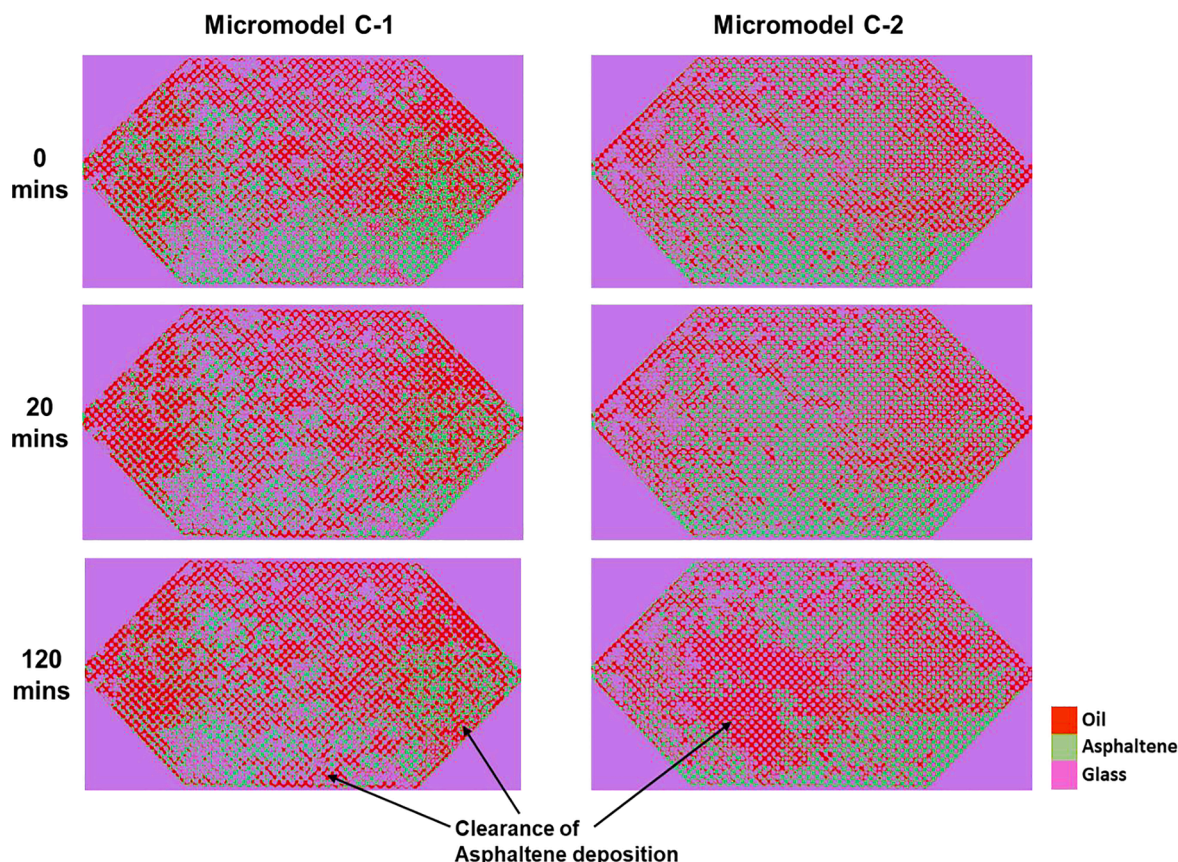 Micromodel C-1
Micromodel C-2
0
mins
20
mins
120
mins
Oil
Asphaltene
Glass
Clearance of
Asphaltene deposition